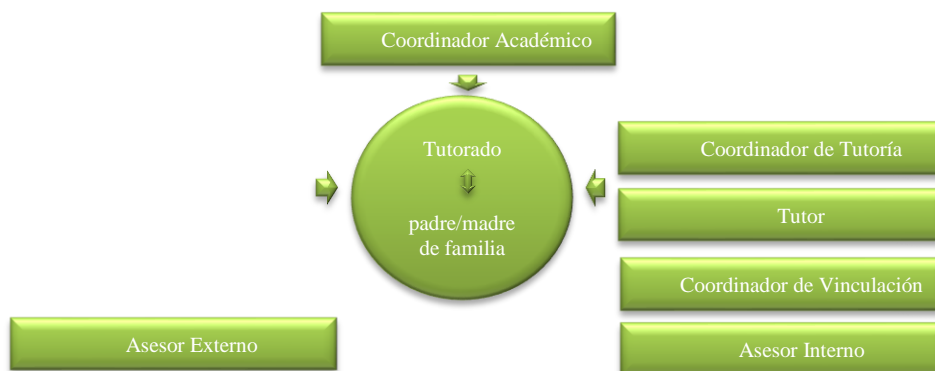 Coordinador Académico
Tutorado
padre/madre
de familia
Coordinador de Tutoría
Tutor
Coordinador de Vinculación
Asesor Interno
Asesor Externo